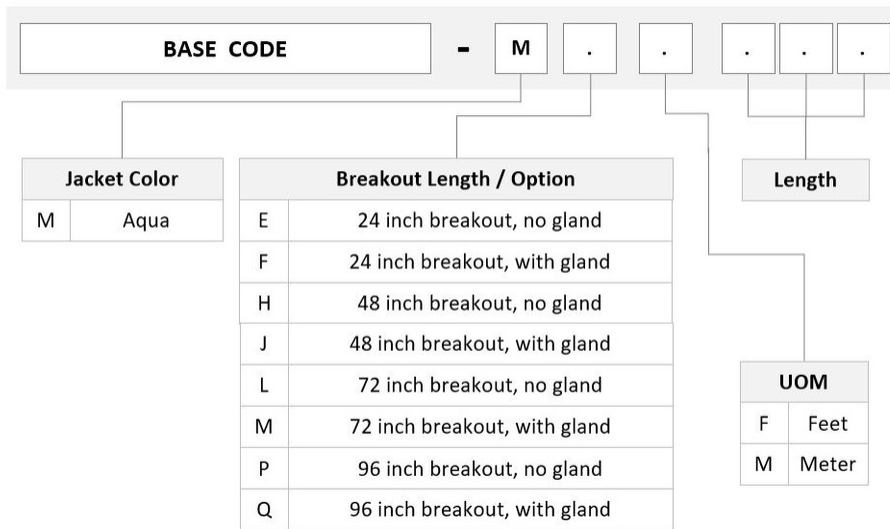 BASE CODE - M . . . . .
Jacket Color
M Aqua
Breakout Length / Option
E 24 inch breakout, no gland
F 24 inch breakout, with gland
H 48 inch breakout, no gland
J 48 inch breakout, with gland
L 72 inch breakout, no gland
M 72 inch breakout, with gland
P 96 inch breakout, no gland
Q 96 inch breakout, with gland
Length
UOM
F Feet
M Meter